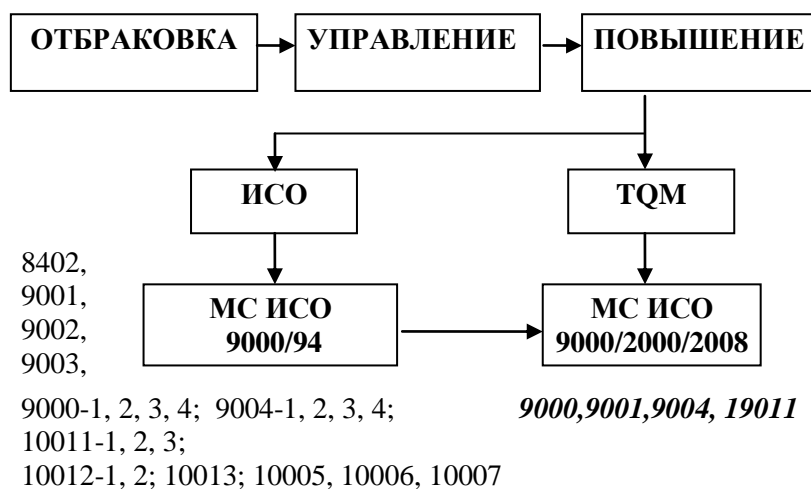 ОТБРАКОВКА
УПРАВЛЕНИЕ
ПОВЫШЕНИЕ
ИСО
TQM
8402,
9001,
9002,
9003,
МС ИСО
9000/94
МС ИСО
9000/2000/2008
9000-1, 2, 3, 4;  9004-1, 2, 3, 4;
9000,9001,9004, 19011
10011-1, 2, 3;
10012-1, 2; 10013; 10005, 10006, 10007